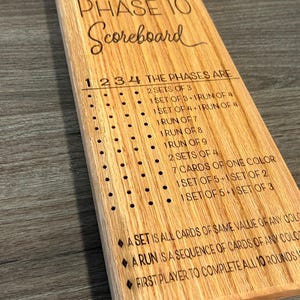 PHASE 10
Scoreboard
1 2 3 4 THE PHASES ARE
2 SETS OF 3
1 SET OF 3 • 1 RUN OF 4
1 SET OF 4 • 1 RUN OF 4
1 RUN OF 7
1 RUN OF 8
1 RUN OF 9
2 SETS OF 4
7 CARDS OF ONE COLOR
1 SET OF 5 • 1 SET OF 2
1 SET OF 5 • 1 SET OF 3
♦ A SET IS ALL CARDS OF SAME VALUE OF ANY COLO
♦ A RUN IS A SEQUENCE OF CARDS OF ANY COLO
♦ FIRST PLAYER TO COMPLETE ALL 10 ROUNDS